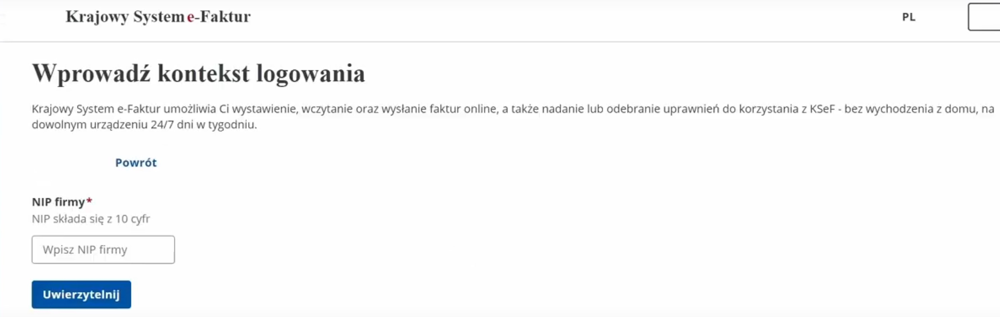 Krajowy System e-Faktur
PL
Wprowadź kontekst logowania
Krajowy System e-Faktur umożliwia Ci wystawienie, wczytanie oraz wysłanie faktur online, a także nadanie lub odebranie uprawnień do korzystania z KSeF - bez wychodzenia z domu, na
dowolnym urządzeniu 24/7 dni w tygodniu.
Powrót
NIP firmy*
NIP składa się z 10 cyfr
Wpisz NIP firmy
Uwierzytelnij